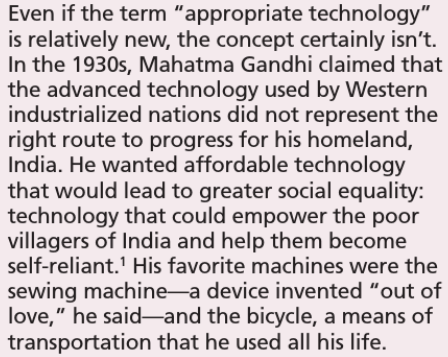 Even if the term “appropriate technology”
is relatively new, the concept certainly isn’t.
In the 1930s, Mahatma Gandhi claimed that
the advanced technology used by Western
industrialized nations did not represent the
right route to progress for his homeland,
India. He wanted affordable technology
that would lead to greater social equality:
technology that could empower the poor
villagers of India and help them become
self-reliant.¹ His favorite machines were the
sewing machine—a device invented “out of
love,” he said—and the bicycle, a means of
transportation that he used all his life.